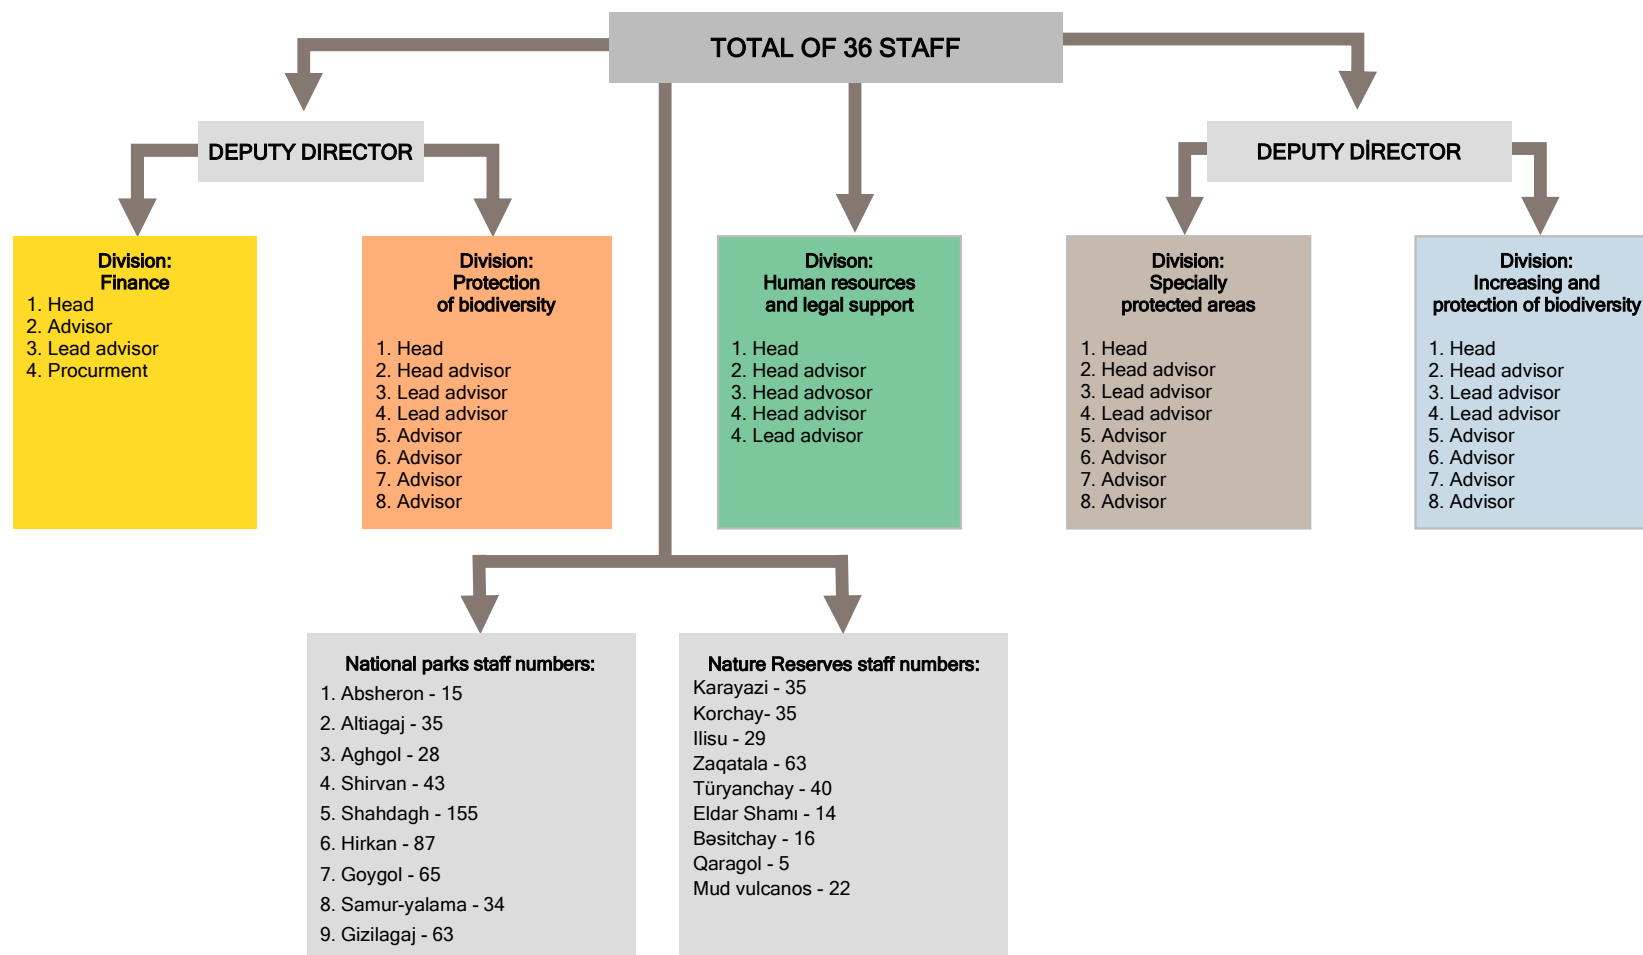 TOTAL OF 36 STAFF
DEPUTY DIRECTOR
DEPUTY DİRECTOR
Division:
Finance
1. Head
2. Advisor
3. Lead advisor
4. Procurment
Division:
Protection
of biodiversity
1. Head
2. Head advisor
3. Lead advisor
4. Lead advisor
5. Advisor
6. Advisor
7. Advisor
8. Advisor
Divison:
Human resources
and legal support
1. Head
2. Head advisor
3. Head advosor
4. Head advisor
4. Lead advisor
Division:
Specially
protected areas
1. Head
2. Head advisor
3. Lead advisor
4. Lead advisor
5. Advisor
6. Advisor
7. Advisor
8. Advisor
Division:
Increasing and
protection of biodiversity
1. Head
2. Head advisor
3. Lead advisor
4. Lead advisor
5. Advisor
6. Advisor
7. Advisor
8. Advisor
National parks staff numbers:
1. Absheron - 15
2. Altiagaj - 35
3. Aghgol - 28
4. Shirvan - 43
5. Shahdagh - 155
6. Hirkan - 87
7. Goygol - 65
8. Samur-yalama - 34
9. Gizilagaj - 63
Nature Reserves staff numbers:
Karayazi - 35
Korchay- 35
Ilisu - 29
Zaqatala - 63
Türyanchay - 40
Eldar Shamı - 14
Bəsitchay - 16
Qaragol - 5
Mud vulcanos - 22